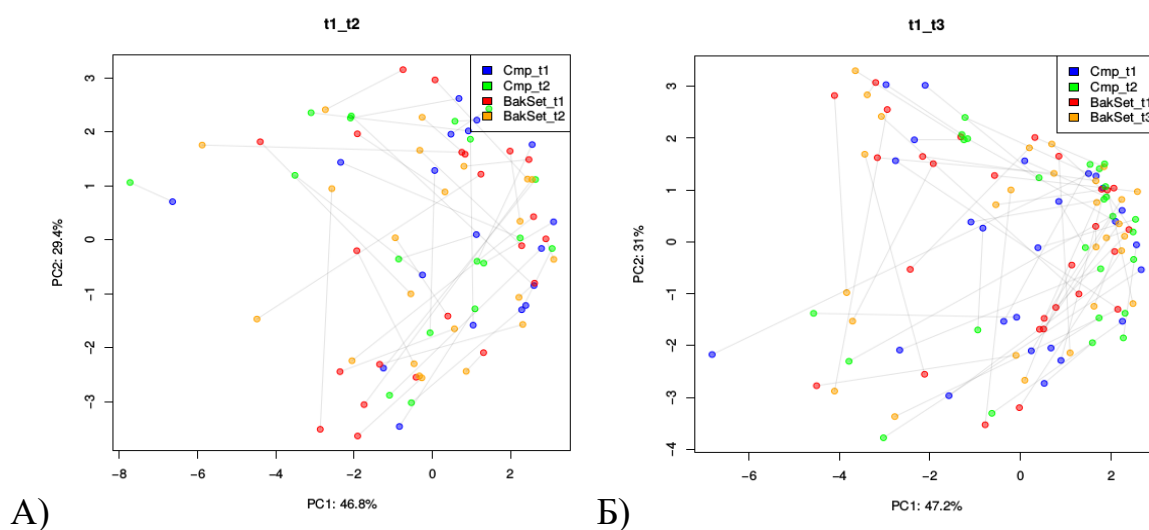 t1_t2
Cmp_t1
Cmp_t2
BakSet_t1
BakSet_t2
PC2: 29.4%
3
2
1
0
−1
−2
−3
−8
−6
−4
−2
0
2
PC1: 46.8%
А)
t1_t3
Cmp_t1
Cmp_t2
BakSet_t1
BakSet_t3
PC2: 31%
3
2
1
0
−1
−2
−3
−4
−6
−4
−2
0
2
PC1: 47.2%
Б)